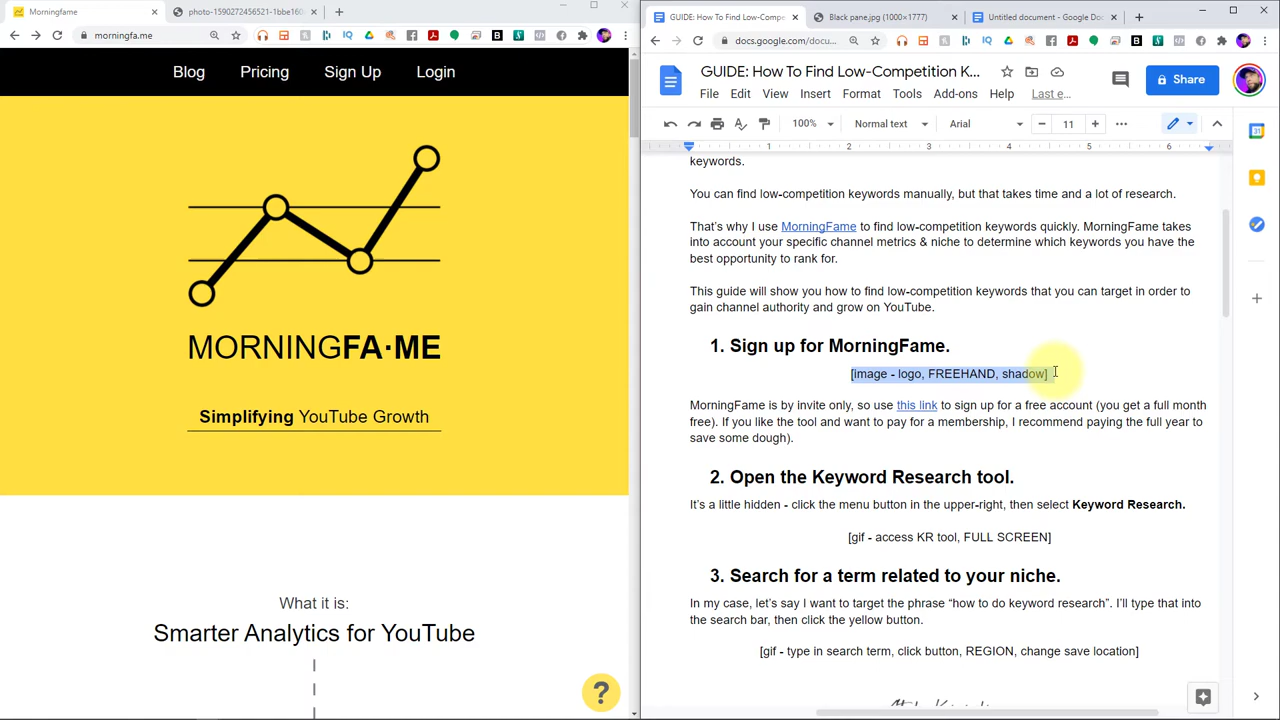 Morningfame
photo-1590272456521-1bbe160
morningfa.me
Blog Pricing Sign Up Login
MORNINGFA·ME
Simplifying YouTube Growth
What it is:
Smarter Analytics for YouTube
?
GUIDE: How To Find Low-Compe
Black pane.jpg (1000×1777)
Untitled document - Google Doc
docs.google.com/docu...
GUIDE: How To Find Low-Competition K...
File Edit View Insert Format Tools Add-ons Help Last e...
Share
100% Normal text Arial 11
1 2 3 4 5 6
keywords.
You can find low-competition keywords manually, but that takes time and a lot of research.
That’s why I use MorningFame to find low-competition keywords quickly. MorningFame takes
into account your specific channel metrics & niche to determine which keywords you have the
best opportunity to rank for.
This guide will show you how to find low-competition keywords that you can target in order to
gain channel authority and grow on YouTube.
1. Sign up for MorningFame.
[image - logo, FREEHAND, shadow]
MorningFame is by invite only, so use this link to sign up for a free account (you get a full month
free). If you like the tool and want to pay for a membership, I recommend paying the full year to
save some dough).
2. Open the Keyword Research tool.
It’s a little hidden - click the menu button in the upper-right, then select Keyword Research.
[gif - access KR tool, FULL SCREEN]
3. Search for a term related to your niche.
In my case, let’s say I want to target the phrase “how to do keyword research”. I’ll type that into
the search bar, then click the yellow button.
[gif - type in search term, click button, REGION, change save location]